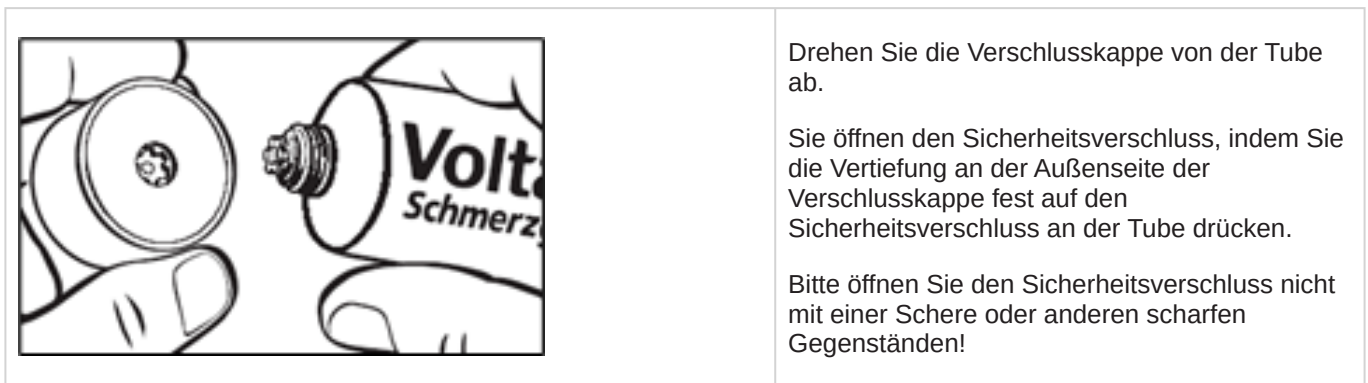 Volta
Schmerzg
Drehen Sie die Verschlusskappe von der Tube
ab.
Sie öffnen den Sicherheitsverschluss, indem Sie
die Vertiefung an der Außenseite der
Verschlusskappe fest auf den
Sicherheitsverschluss an der Tube drücken.
Bitte öffnen Sie den Sicherheitsverschluss nicht
mit einer Schere oder anderen scharfen
Gegenständen!